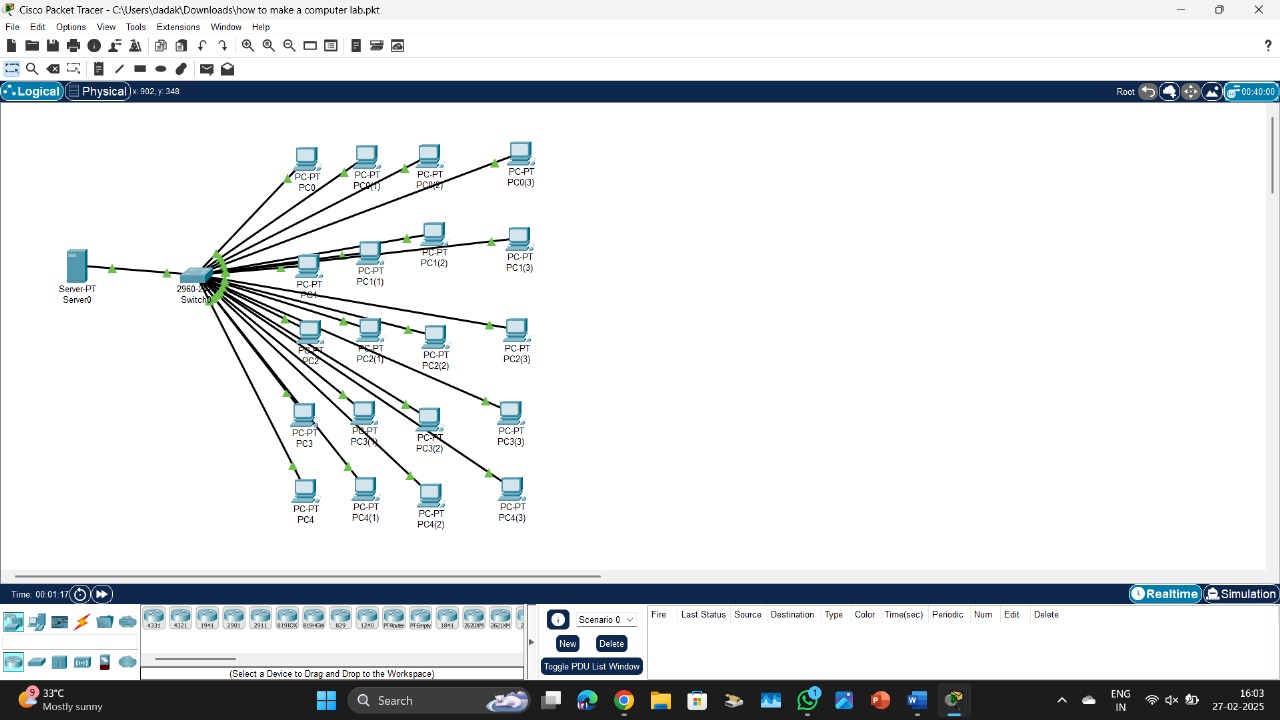 Cisco Packet Tracer - C:\Users\dadak\Downloads\how to make a computer lab.pkt
File Edit Options View Tools Extensions Window Help
?
Logical Physical x: 902, y: 348 Root 00:40:00
PC-PT
PC0
PC-PT
PC0(1)
PC-PT
PC0(2)
PC-PT
PC0(3)
PC-PT
PC1
PC-PT
PC1(1)
PC-PT
PC1(2)
PC-PT
PC1(3)
Server-PT
Server0
2960-2
Switch0
PC-PT
PC2
PC-PT
PC2(1)
PC-PT
PC2(2)
PC-PT
PC2(3)
PC-PT
PC3
PC-PT
PC3(1)
PC-PT
PC3(2)
PC-PT
PC3(3)
PC-PT
PC4
PC-PT
PC4(1)
PC-PT
PC4(2)
PC-PT
PC4(3)
Time: 00:01:17 Realtime Simulation
4331 4321 1941 2901 2911 819IOX 819HGW 829 1240 PT-Router PT-Empty 1841 2620XM 2621XM 2
(Select a Device to Drag and Drop to the Workspace)
Scenario 0
New Delete
Toggle PDU List Window
Fire Last Status Source Destination Type Color Time(sec) Periodic Num Edit Delete
9 33°C
Mostly sunny
Search
1
ENG
IN
16:03
27-02-2025